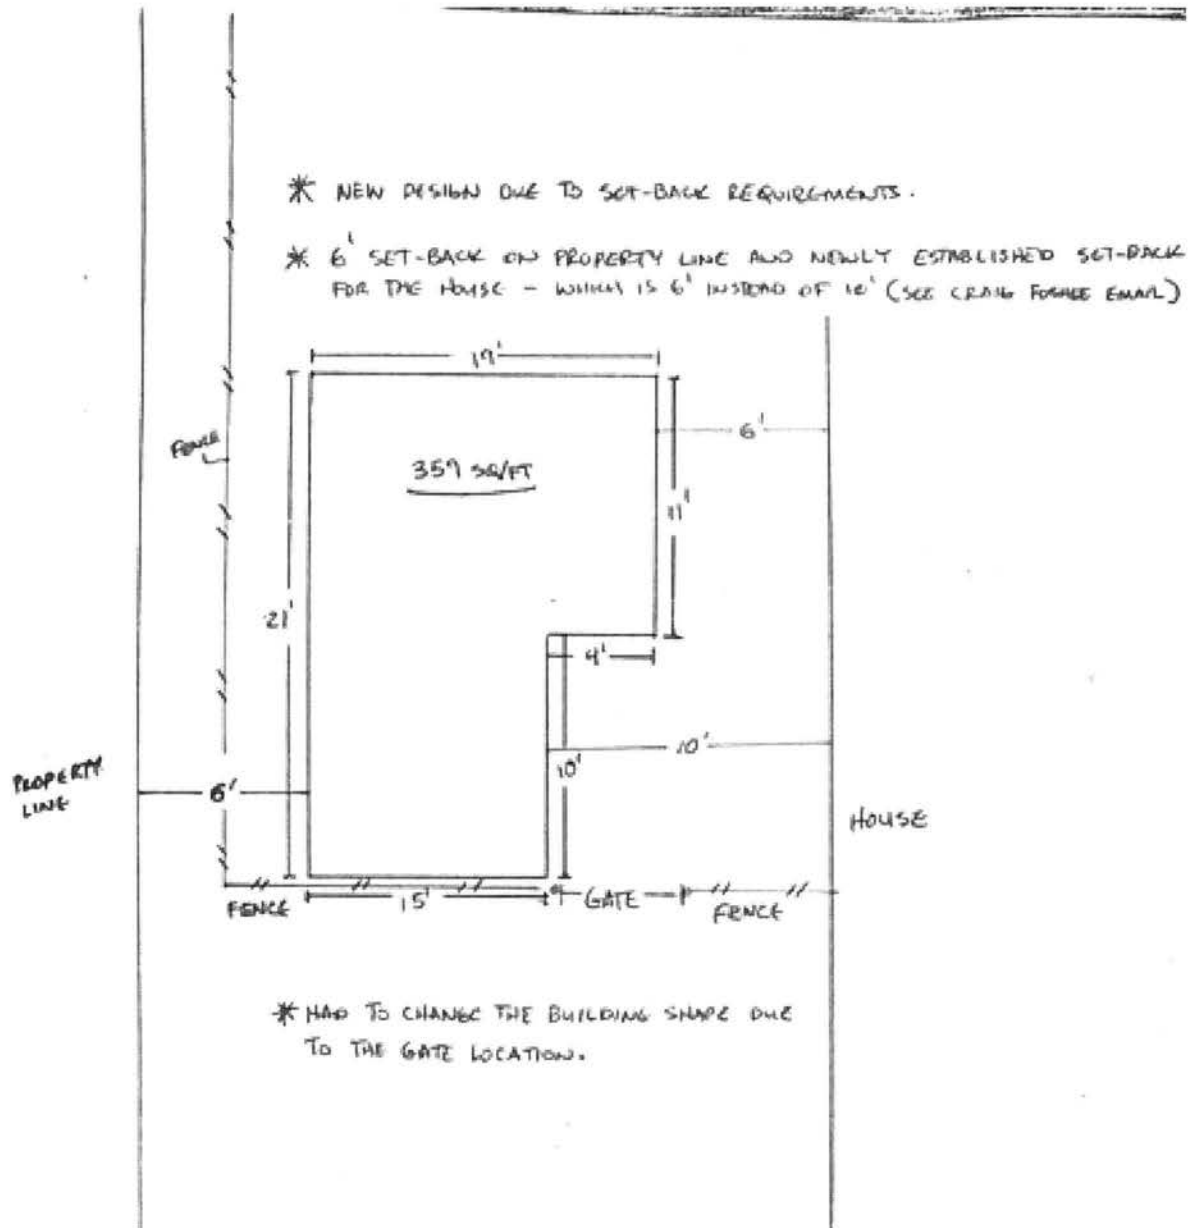 * NEW DESIGN DUE TO SET-BACK REQUIREMENTS.
* 6' SET-BACK ON PROPERTY LINE AND NEWLY ESTABLISHED SET-BACK
FOR THE HOUSE - WHICH IS 6' INSTEAD OF 10' (SEE CRAIG EMAIL)
19'
6'
FENCE
359 SQ/FT
11'
21'
4'
10'
10'
PROPERTY
LINE
6'
HOUSE
FENCE
15'
GATE
FENCE
* HAD TO CHANGE THE BUILDING SHAPE DUE
TO THE GATE LOCATION.